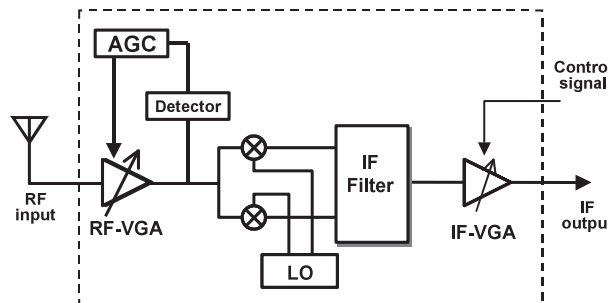 AGC
Contro
signal
Detector
IF
Filter
RF
input
RF-VGA
IF-VGA
IF
outpu
LO